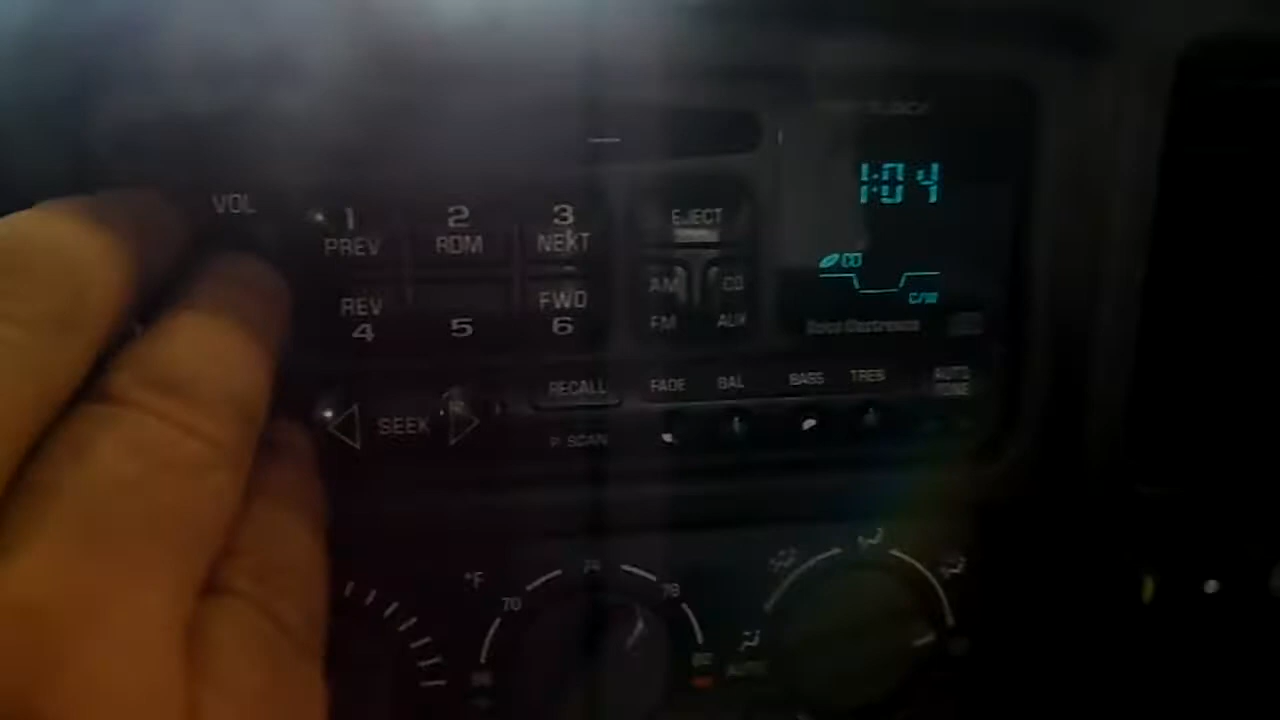 1:04
VOL
1 2 3
PREV RDM NEXT
EJECT
CD
AM CD
REV FWD
4 5 6
FM AUX
C/W
Delco Electronics
SEEK
RECALL
FADE BAL BASS TREB
AUTO
TONE
P. SCAN
°F
70 74 78
AUTO